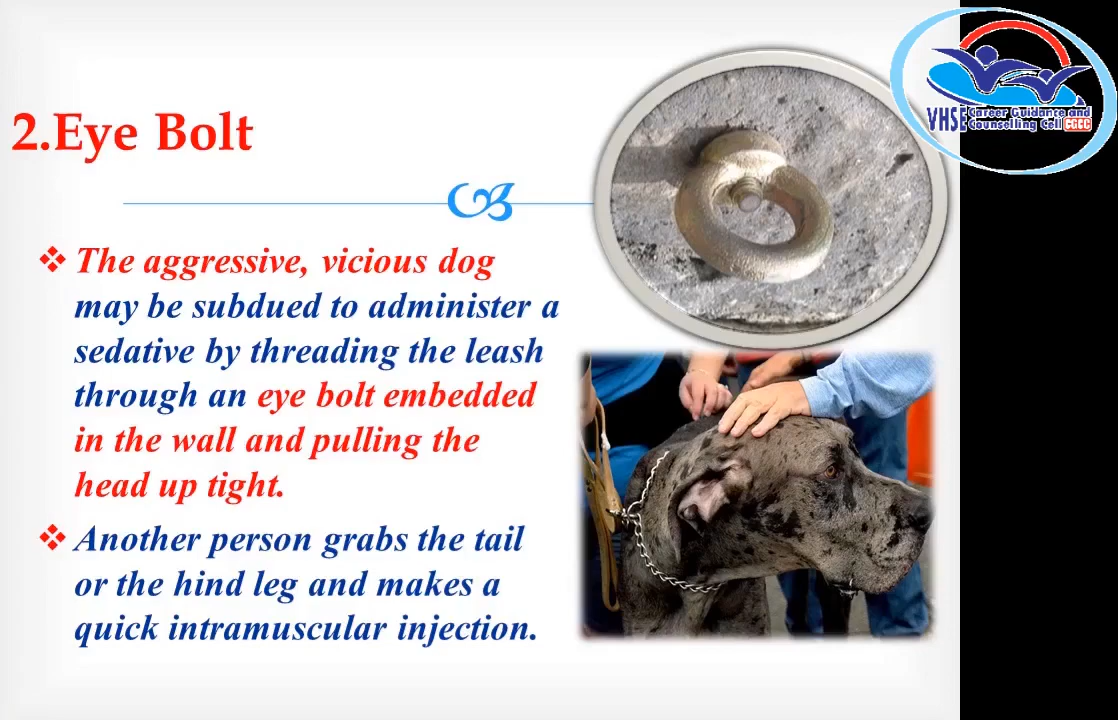 2.Eye Bolt
VHSE Career Guidance and
Counselling Cell CGCC
❖ The aggressive, vicious dog
may be subdued to administer a
sedative by threading the leash
through an eye bolt embedded
in the wall and pulling the
head up tight.
❖ Another person grabs the tail
or the hind leg and makes a
quick intramuscular injection.